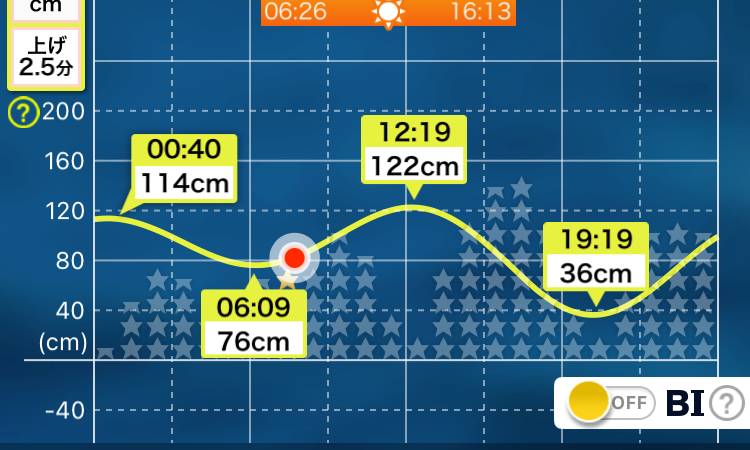 cm
06:26 16:13
上げ
2.5分
?
200
00:40
114cm
12:19
122cm
160
120
19:19
36cm
80
06:09
76cm
40
(cm)
-40
OFF BI ?